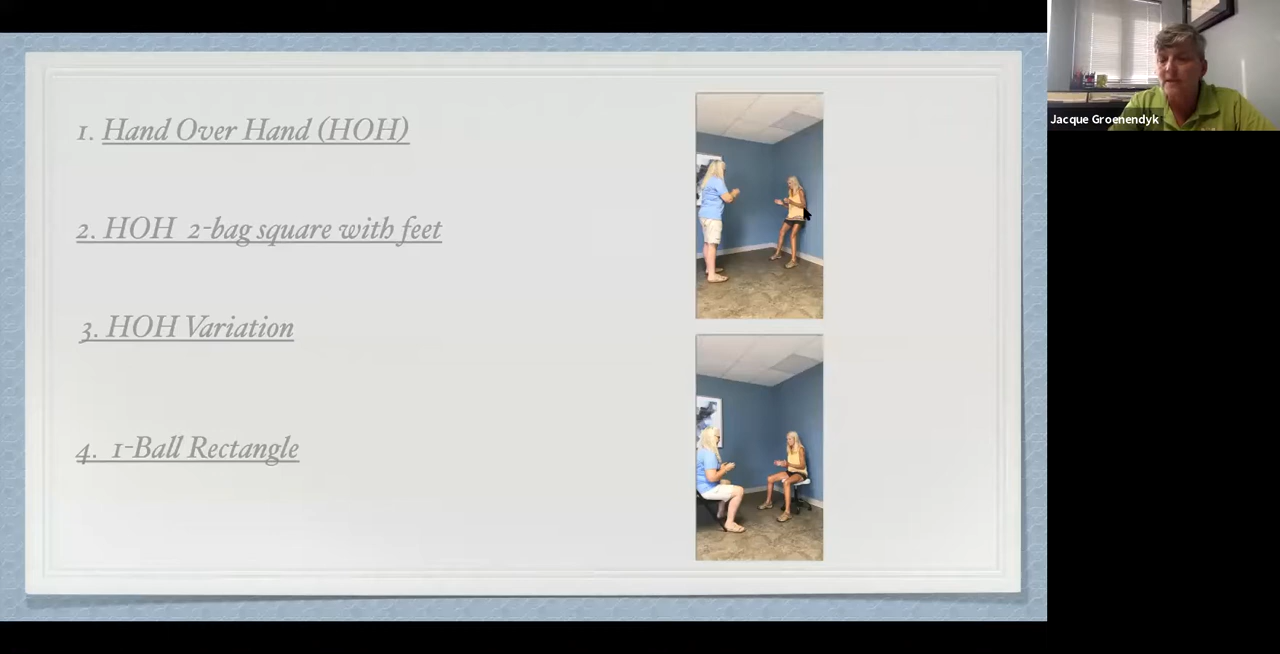 1. Hand Over Hand (HOH)
2. HOH 2-bag square with feet
3. HOH Variation
4. 1-Ball Rectangle
Jacque Groenendyk